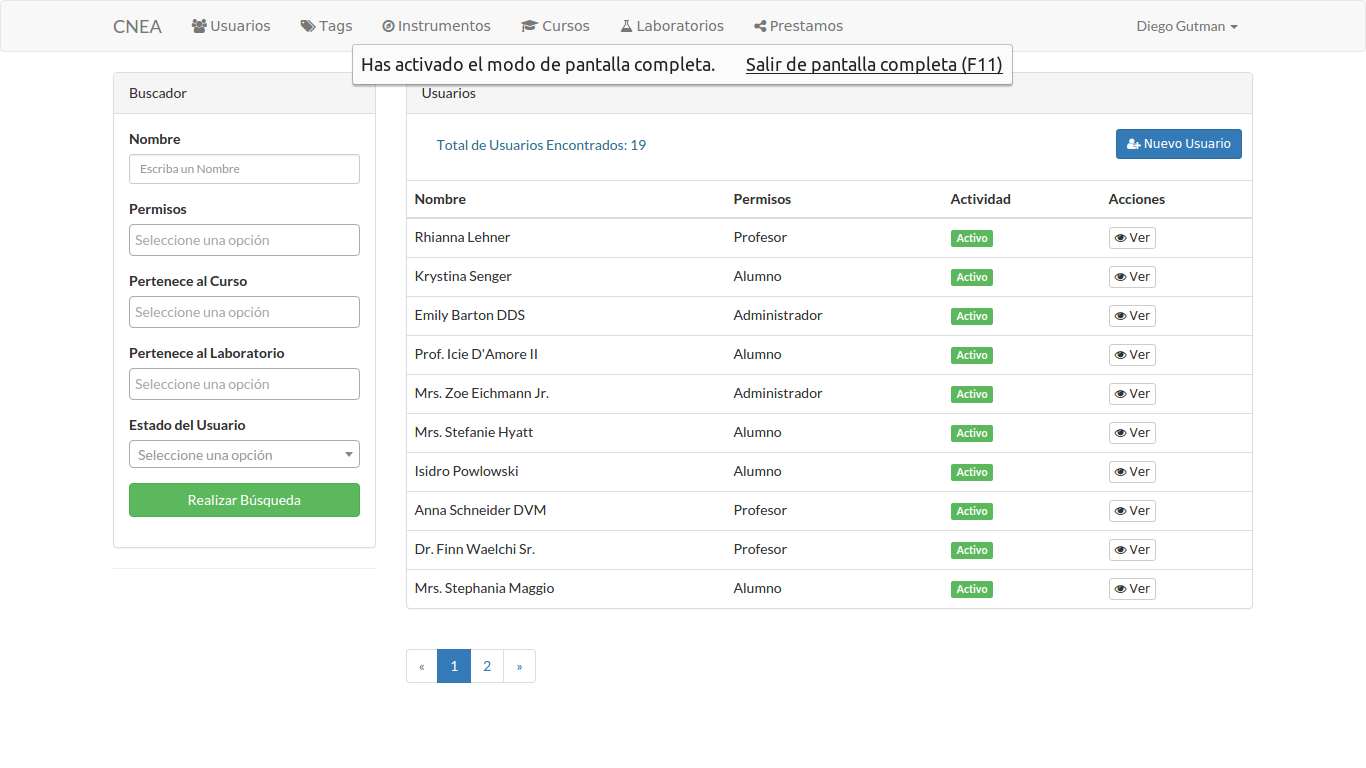 CNEA Usuarios Tags Instrumentos Cursos Laboratorios Prestamos Diego Gutman
Has activado el modo de pantalla completa. Salir de pantalla completa (F11)
Buscador
Nombre
Escriba un Nombre
Permisos
Seleccione una opción
Pertenece al Curso
Seleccione una opción
Pertenece al Laboratorio
Seleccione una opción
Estado del Usuario
Seleccione una opción
Realizar Búsqueda
Usuarios
Total de Usuarios Encontrados: 19
Nuevo Usuario
Nombre Permisos Actividad Acciones
Rhianna Lehner Profesor Activo Ver
Krystina Senger Alumno Activo Ver
Emily Barton DDS Administrador Activo Ver
Prof. Icie D'Amore II Alumno Activo Ver
Mrs. Zoe Eichmann Jr. Administrador Activo Ver
Mrs. Stefanie Hyatt Alumno Activo Ver
Isidro Powlowski Alumno Activo Ver
Anna Schneider DVM Profesor Activo Ver
Dr. Finn Waelchi Sr. Profesor Activo Ver
Mrs. Stephania Maggio Alumno Activo Ver
« 1 2 »